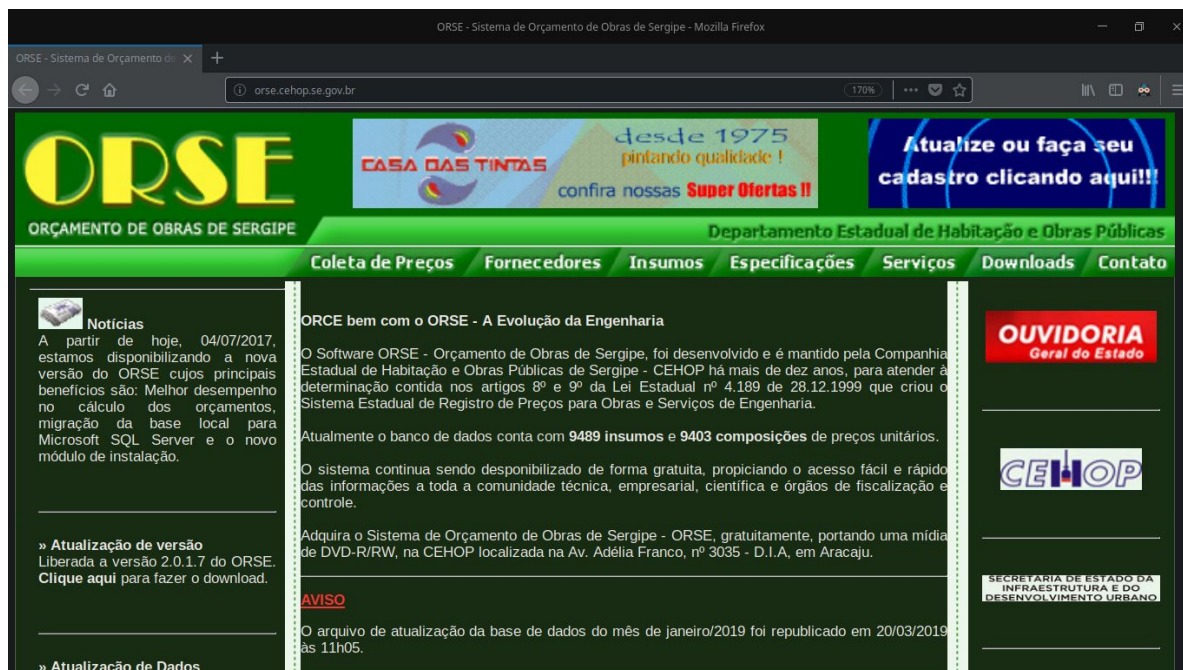 ORSE - Sistema de Orçamento de Obras de Sergipe - Mozilla Firefox
ORSE - Sistema de Orçamento d
orse.cehop.se.gov.br
170%
ORSE
ORÇAMENTO DE OBRAS DE SERGIPE
CASA DAS TINTAS
desde 1975
pintando qualidade !
confira nossas Super Ofertas !!
Atualize ou faça seu
cadastro clicando aqui!!!
Departamento Estadual de Habitação e Obras Públicas
Coleta de Preços Fornecedores Insumos Especificações Serviços Downloads Contato
Notícias
A partir de hoje, 04/07/2017,
estamos disponibilizando a nova
versão do ORSE cujos principais
benefícios são: Melhor desempenho
no cálculo dos orçamentos,
migração da base local para
Microsoft SQL Server e o novo
módulo de instalação.
» Atualização de versão
Liberada a versão 2.0.1.7 do ORSE.
Clique aqui para fazer o download.
» Atualização de Dados
ORCE bem com o ORSE - A Evolução da Engenharia
O Software ORSE - Orçamento de Obras de Sergipe, foi desenvolvido e é mantido pela Companhia
Estadual de Habitação e Obras Públicas de Sergipe - CEHOP há mais de dez anos, para atender à
determinação contida nos artigos 8º e 9º da Lei Estadual nº 4.189 de 28.12.1999 que criou o
Sistema Estadual de Registro de Preços para Obras e Serviços de Engenharia.
Atualmente o banco de dados conta com 9489 insumos e 9403 composições de preços unitários.
O sistema continua sendo desponibilizado de forma gratuita, propiciando o acesso fácil e rápido
das informações a toda a comunidade técnica, empresarial, científica e órgãos de fiscalização e
controle.
Adquira o Sistema de Orçamento de Obras de Sergipe - ORSE, gratuitamente, portando uma mídia
de DVD-R/RW, na CEHOP localizada na Av. Adélia Franco, nº 3035 - D.I.A, em Aracaju.
AVISO
O arquivo de atualização da base de dados do mês de janeiro/2019 foi republicado em 20/03/2019
às 11h05.
OUVIDORIA
Geral do Estado
CEHOP
SECRETARIA DE ESTADO DA
INFRAESTRUTURA E DO
DESENVOLVIMENTO URBANO